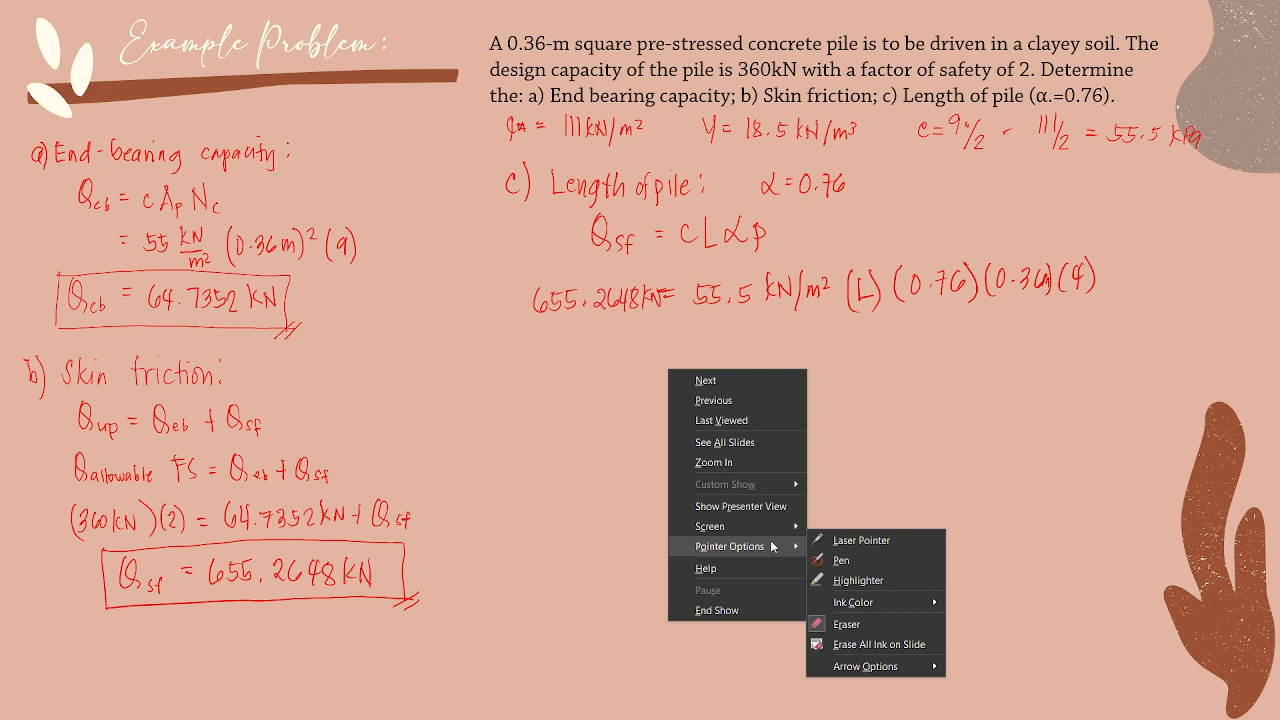 Example Problem:
A 0.36-m square pre-stressed concrete pile is to be driven in a clayey soil. The
design capacity of the pile is 360kN with a factor of safety of 2. Determine
the: a) End bearing capacity; b) Skin friction; c) Length of pile (α.=0.76).
qu = 111 kN/m² γ = 18.5 kN/m³ c = qu/2 = 111/2 = 55.5 kPa
a) End-bearing capacity:
Qeb = c Ap Nc
= 55 kN/m² (0.36m)² (9)
Qeb = 64.7352 kN
b) Skin friction:
Qup = Qeb + Qsf
Qallowable FS = Qeb + Qsf
(360kN)(2) = 64.7352 kN + Qsf
Qsf = 655.2648 kN
c) Length of pile: α=0.76
Qsf = c L α p
655.2648kN = 55.5 kN/m² (L) (0.76) (0.36m) (4)
Next
Previous
Last Viewed
See All Slides
Zoom In
Custom Show
Show Presenter View
Screen
Pointer Options
Help
Pause
End Show
Laser Pointer
Pen
Highlighter
Ink Color
Eraser
Erase All Ink on Slide
Arrow Options